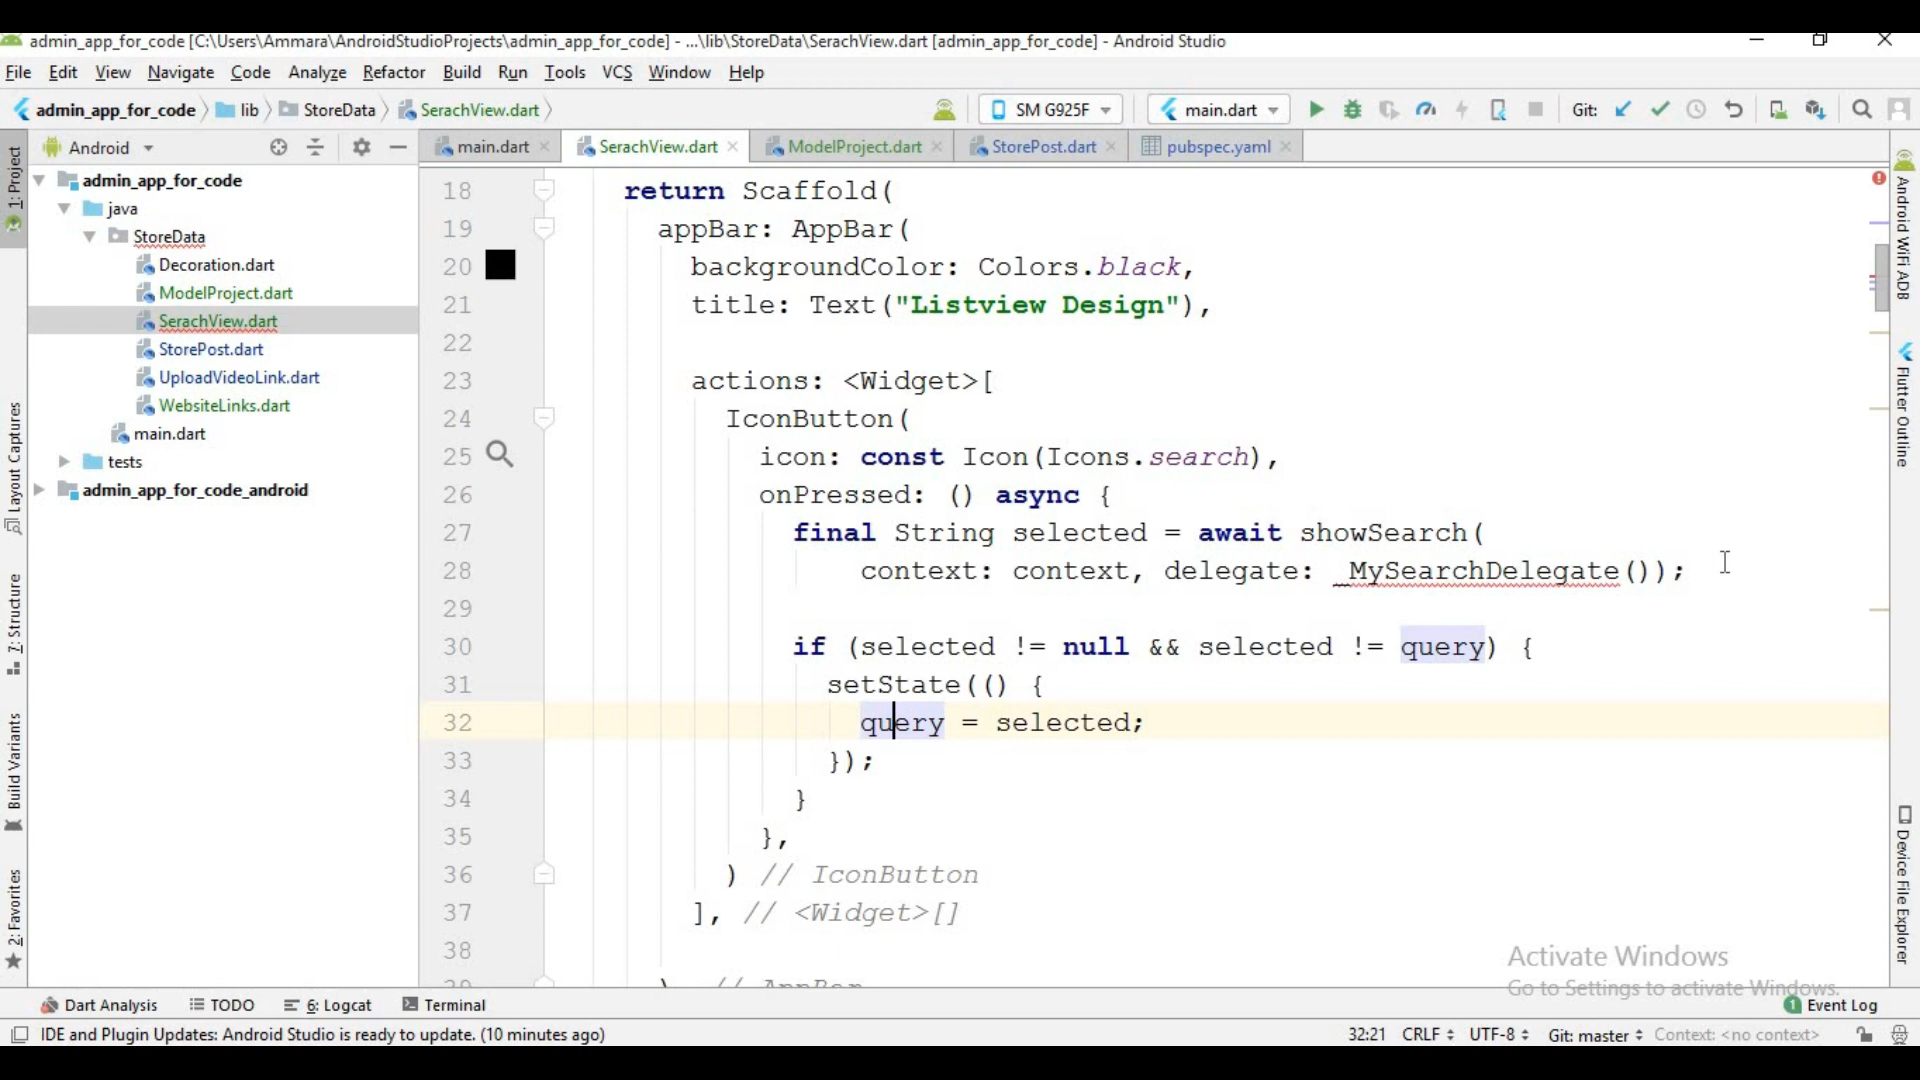 admin_app_for_code [C:\Users\Ammara\AndroidStudioProjects\admin_app_for_code] - ...\lib\StoreData\SerachView.dart [admin_app_for_code] - Android Studio
File Edit View Navigate Code Analyze Refactor Build Run Tools VCS Window Help
admin_app_for_code lib StoreData SerachView.dart SM G925F main.dart Git:
Android
main.dart SerachView.dart ModelProject.dart StorePost.dart pubspec.yaml
admin_app_for_code
java
StoreData
Decoration.dart
ModelProject.dart
SerachView.dart
StorePost.dart
UploadVideoLink.dart
WebsiteLinks.dart
main.dart
tests
admin_app_for_code_android
1: Project
Layout Captures
7: Structure
Build Variants
2: Favorites
18 return Scaffold(
19 appBar: AppBar(
20 backgroundColor: Colors.black,
21 title: Text("Listview Design"),
22
23 actions: <Widget>[
24 IconButton(
25 icon: const Icon(Icons.search),
26 onPressed: () async {
27 final String selected = await showSearch(
28 context: context, delegate: _MySearchDelegate());
29
30 if (selected != null && selected != query) {
31 setState(() {
32 query = selected;
33 });
34 }
35 },
36 ) // IconButton
37 ], // <Widget>[]
38
39 ), // AppBar
Android WiFi ADB
Flutter Outline
Device File Explorer
Activate Windows
Go to Settings to activate Windows.
Dart Analysis TODO 6: Logcat Terminal 1 Event Log
IDE and Plugin Updates: Android Studio is ready to update. (10 minutes ago) 32:21 CRLF UTF-8 Git: master Context: <no context>